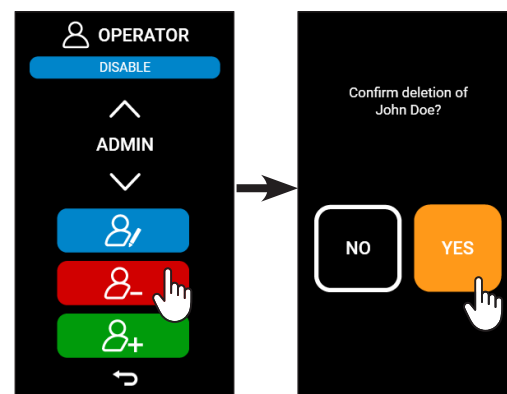 OPERATOR
DISABLE
ADMIN
Confirm deletion of
John Doe?
NO
YES